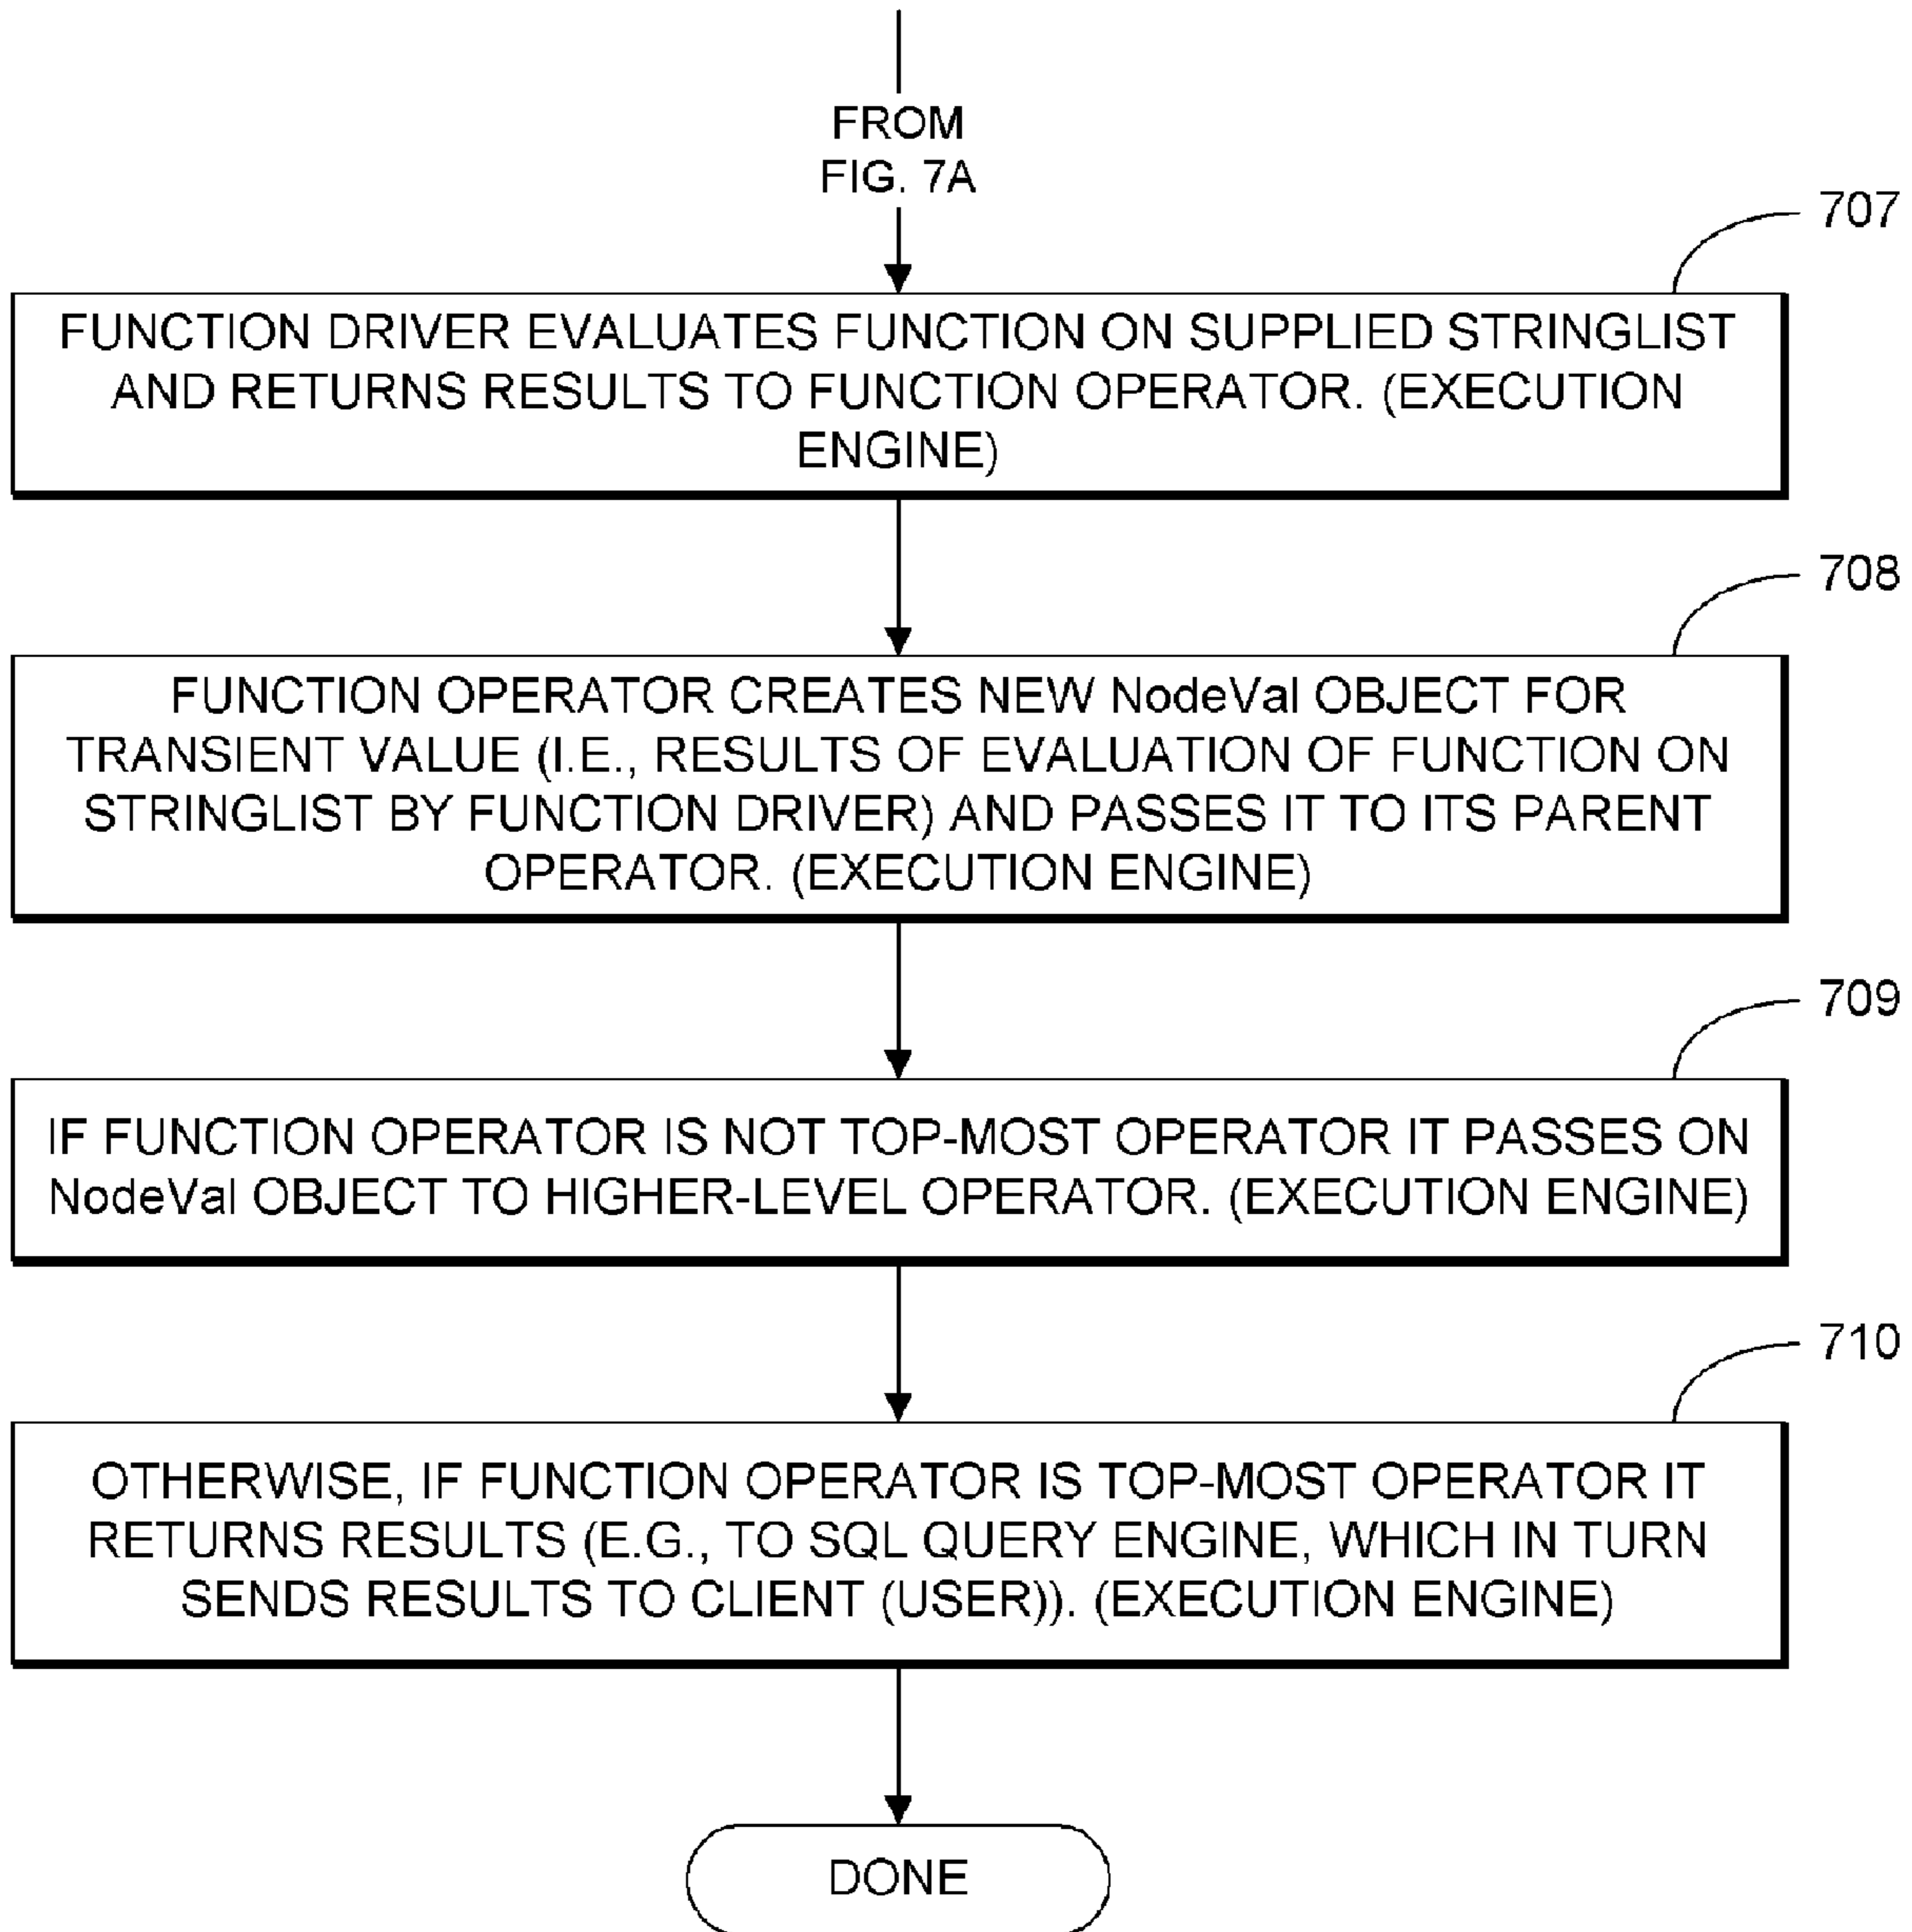 FROM
FIG. 7A
707
FUNCTION DRIVER EVALUATES FUNCTION ON SUPPLIED STRINGLIST
AND RETURNS RESULTS TO FUNCTION OPERATOR. (EXECUTION
ENGINE)
708
FUNCTION OPERATOR CREATES NEW NodeVal OBJECT FOR
TRANSIENT VALUE (I.E., RESULTS OF EVALUATION OF FUNCTION ON
STRINGLIST BY FUNCTION DRIVER) AND PASSES IT TO ITS PARENT
OPERATOR. (EXECUTION ENGINE)
709
IF FUNCTION OPERATOR IS NOT TOP-MOST OPERATOR IT PASSES ON
NodeVal OBJECT TO HIGHER-LEVEL OPERATOR. (EXECUTION ENGINE)
710
OTHERWISE, IF FUNCTION OPERATOR IS TOP-MOST OPERATOR IT
RETURNS RESULTS (E.G., TO SQL QUERY ENGINE, WHICH IN TURN
SENDS RESULTS TO CLIENT (USER)). (EXECUTION ENGINE)
DONE